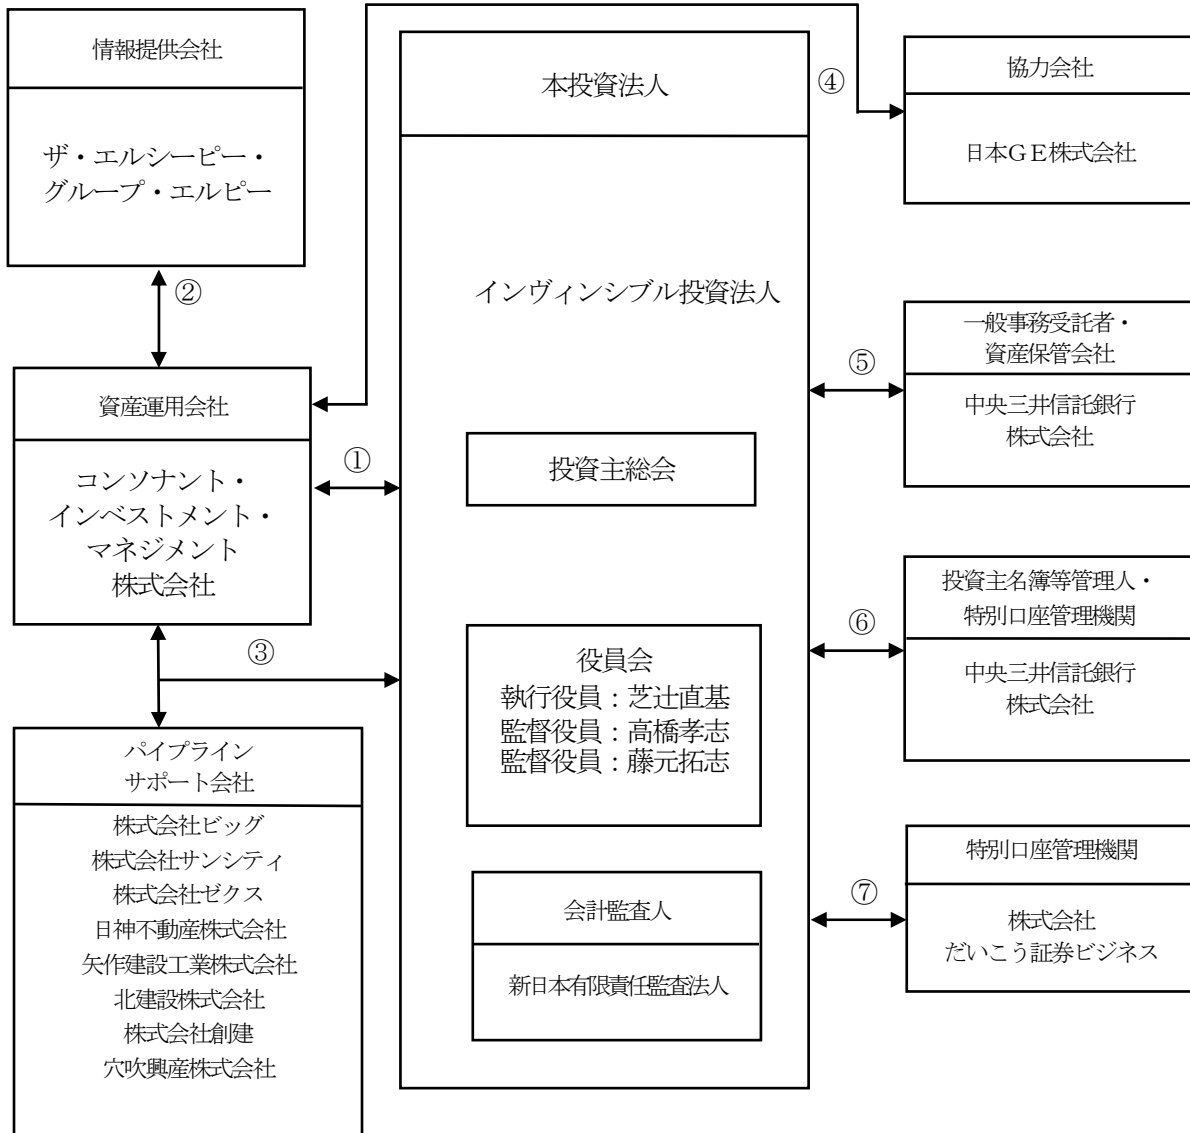 情報提供会社
ザ・エルシーピー・
グループ・エルピー
②
資産運用会社
コンソナント・
インベストメント・
マネジメント
株式会社
①
③
パイプライン
サポート会社
株式会社ビッグ
株式会社サンシティ
株式会社ゼクス
日神不動産株式会社
矢作建設工業株式会社
北建設株式会社
株式会社創建
穴吹興産株式会社
本投資法人
インヴィンシブル投資法人
投資主総会
役員会
執行役員：芝辻直基
監督役員：高橋孝志
監督役員：藤元拓志
会計監査人
新日本有限責任監査法人
④
協力会社
日本ＧＥ株式会社
⑤
一般事務受託者・
資産保管会社
中央三井信託銀行
株式会社
⑥
投資主名簿等管理人・
特別口座管理機関
中央三井信託銀行
株式会社
⑦
特別口座管理機関
株式会社
だいこう証券ビジネス